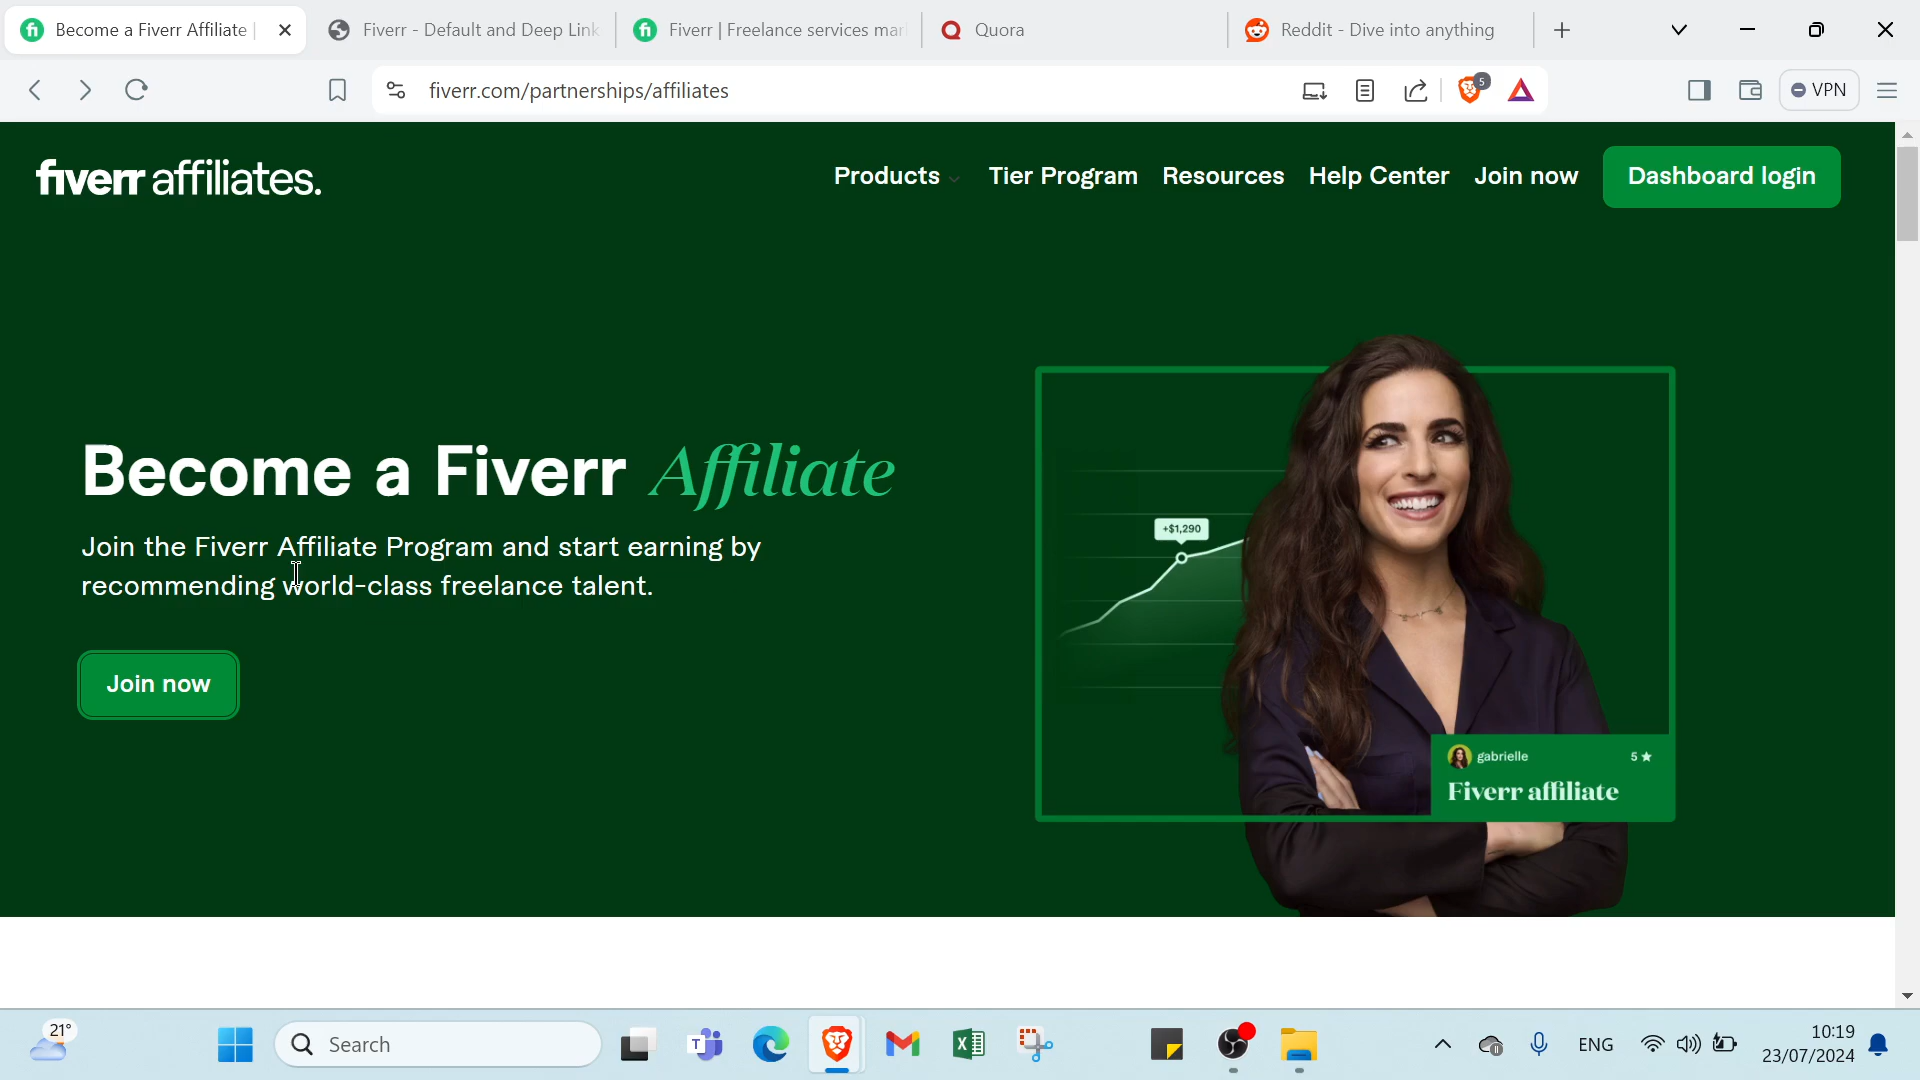 Become a Fiverr Affiliate
Fiverr - Default and Deep Link
Fiverr | Freelance services mar
Quora
Reddit - Dive into anything
fiverr.com/partnerships/affiliates
5
VPN
fiverr affiliates.
Products
Tier Program
Resources
Help Center
Join now
Dashboard login
Become a Fiverr Affiliate
Join the Fiverr Affiliate Program and start earning by
recommending world-class freelance talent.
Join now
+$1,290
gabrielle
5 ★
Fiverr affiliate
21°
Search
ENG
10:19
23/07/2024